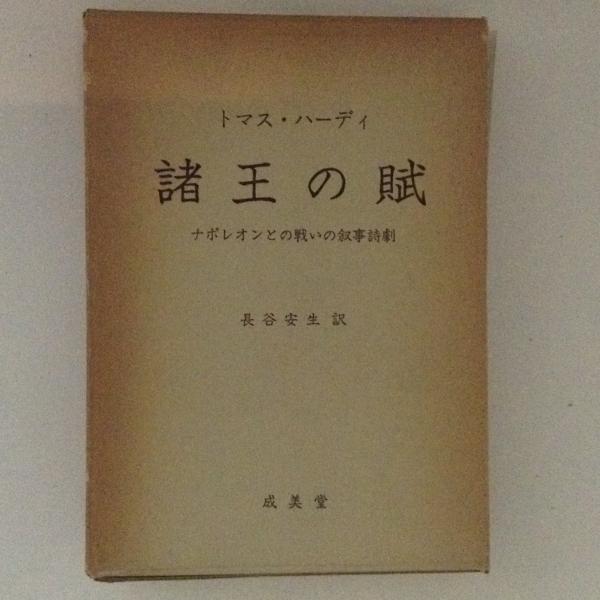 トマス・ハーディ
諸王の賦
ナポレオンとの戦いの叙事詩劇
長谷安生訳
成美堂